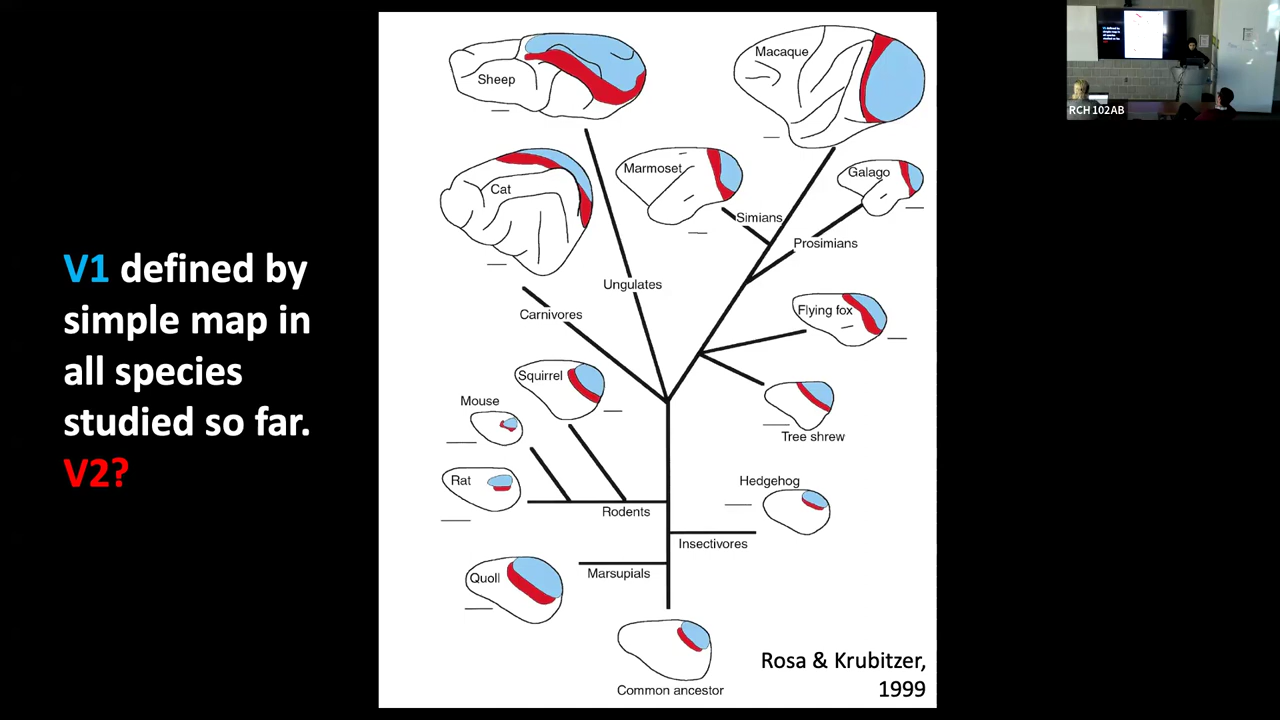 V1 defined by
simple map in
all species
studied so far.
V2?
Sheep
Macaque
Cat
Marmoset
Galago
Simians
Prosimians
Ungulates
Carnivores
Flying fox
Squirrel
Mouse
Tree shrew
Rat
Hedgehog
Rodents
Insectivores
Quoll
Marsupials
Common ancestor
Rosa & Krubitzer,
1999
RCH 102AB